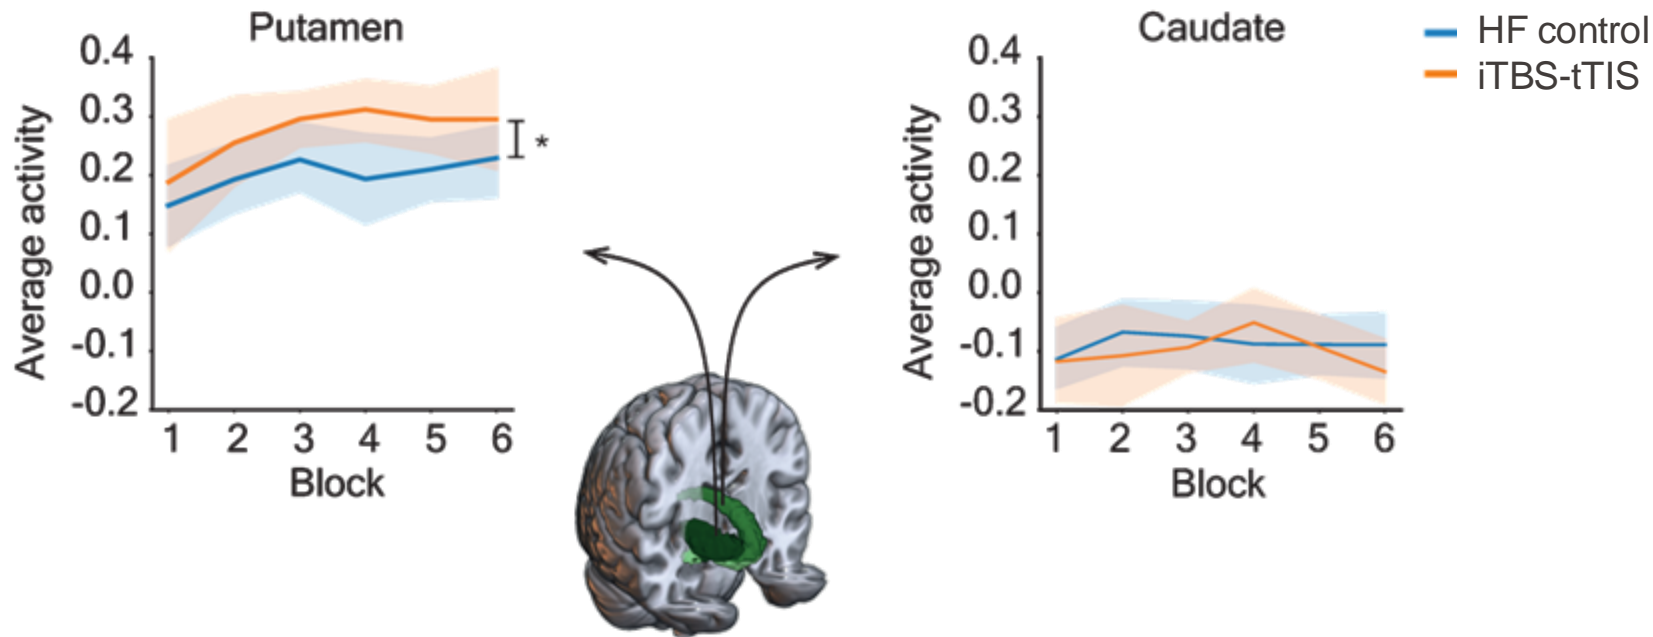 Putamen
0.4
0.3
0.2
0.1
0.0
-0.1
-0.2
Average activity
1 2 3 4 5 6
Block
*
Caudate
0.4
0.3
0.2
0.1
0.0
-0.1
-0.2
Average activity
1 2 3 4 5 6
Block
HF control
iTBS-tTIS